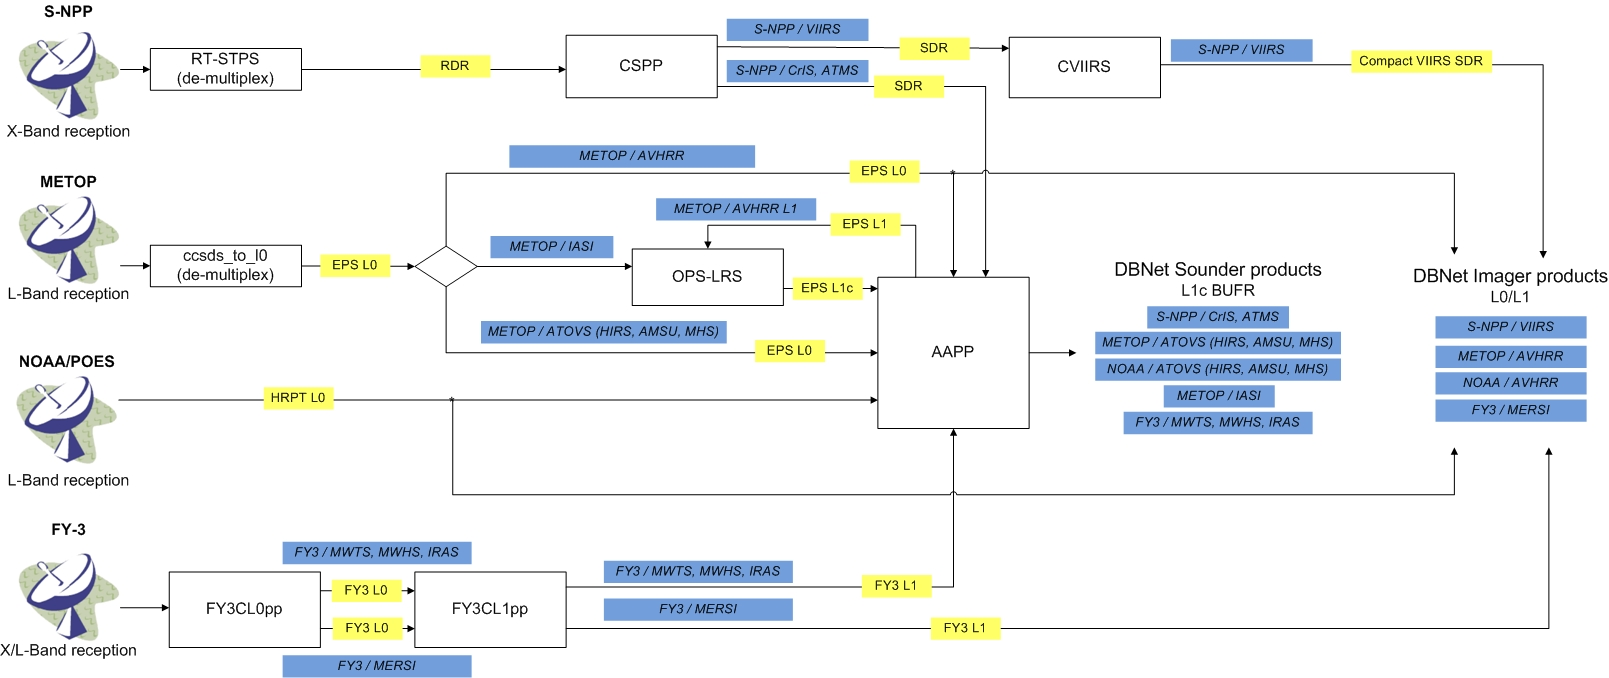 S-NPP
X-Band reception
RT-STPS
(de-multiplex)
RDR
CSPP
S-NPP / VIIRS
SDR
S-NPP / CrIS, ATMS
SDR
CVIIRS
S-NPP / VIIRS
Compact VIIRS SDR
METOP
L-Band reception
ccsds_to_l0
(de-multiplex)
EPS L0
METOP / AVHRR
EPS L0
METOP / AVHRR L1
EPS L1
METOP / IASI
OPS-LRS
EPS L1c
METOP / ATOVS (HIRS, AMSU, MHS)
EPS L0
AAPP
NOAA/POES
L-Band reception
HRPT L0
DBNet Sounder products
L1c BUFR
S-NPP / CrIS, ATMS
METOP / ATOVS (HIRS, AMSU, MHS)
NOAA / ATOVS (HIRS, AMSU, MHS)
METOP / IASI
FY3 / MWTS, MWHS, IRAS
DBNet Imager products
L0/L1
S-NPP / VIIRS
METOP / AVHRR
NOAA / AVHRR
FY3 / MERSI
FY-3
X/L-Band reception
FY3CL0pp
FY3 / MWTS, MWHS, IRAS
FY3 L0
FY3 L0
FY3 / MERSI
FY3CL1pp
FY3 / MWTS, MWHS, IRAS
FY3 L1
FY3 / MERSI
FY3 L1